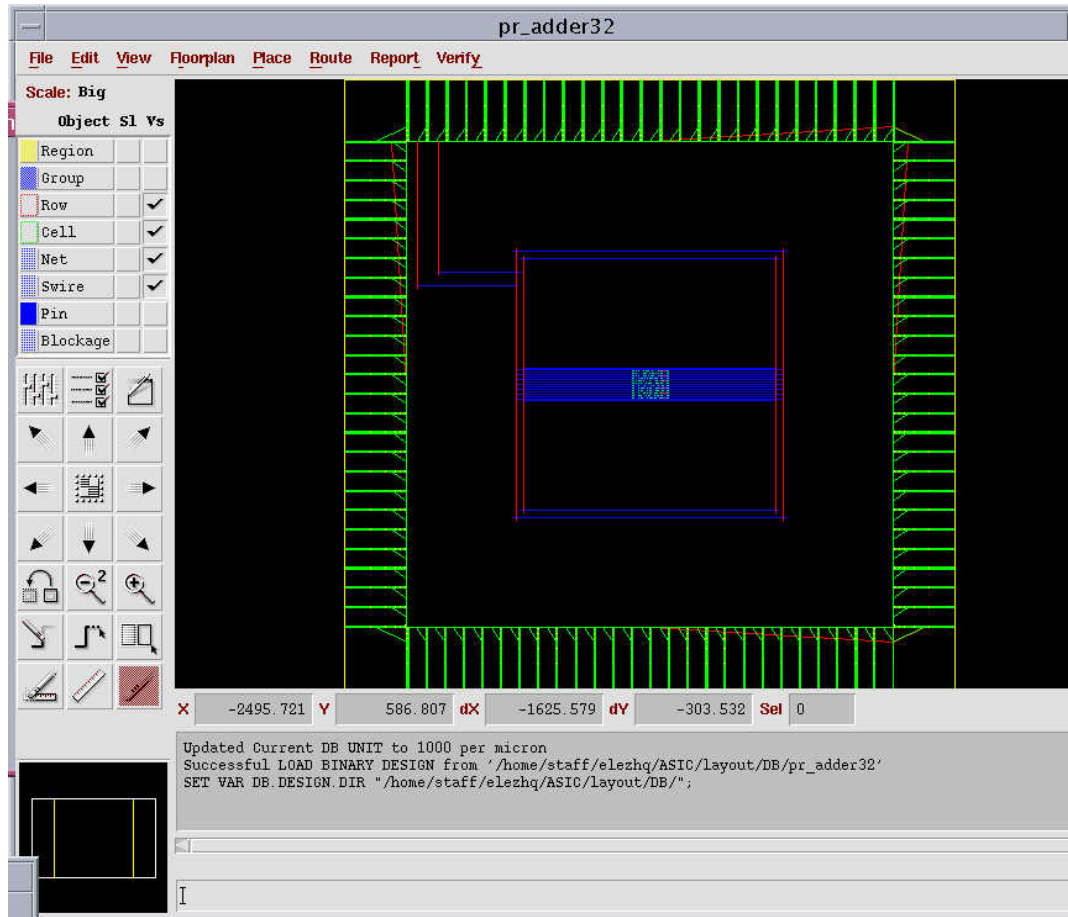 pr_adder32
File Edit View Floorplan Place Route Report Verify
Scale: Big
Object Sl Vs
Region
Group
Row
Cell
Net
Swire
Pin
Blockage
2
X -2495.721 Y 586.807 dX -1625.579 dY -303.532 Sel 0
Updated Current DB UNIT to 1000 per micron
Successful LOAD BINARY DESIGN from '/home/staff/elezhq/ASIC/layout/DB/pr_adder32'
SET VAR DB.DESIGN.DIR "/home/staff/elezhq/ASIC/layout/DB/";